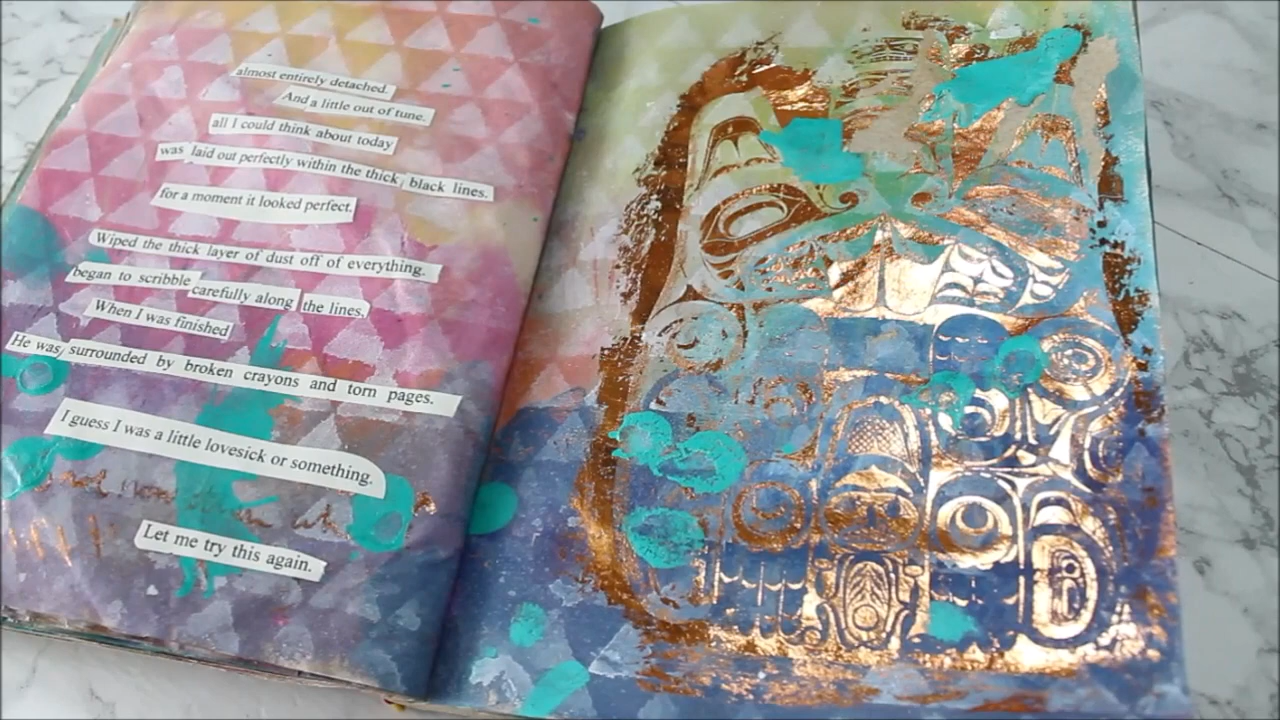 almost entirely detached.
And a little out of tune.
all I could think about today
was laid out perfectly within the thick black lines.
for a moment it looked perfect.
Wiped the thick layer of dust off of everything.
began to scribble carefully along the lines.
When I was finished
He was surrounded by broken crayons and torn pages.
I guess I was a little lovesick or something.
Let me try this again.